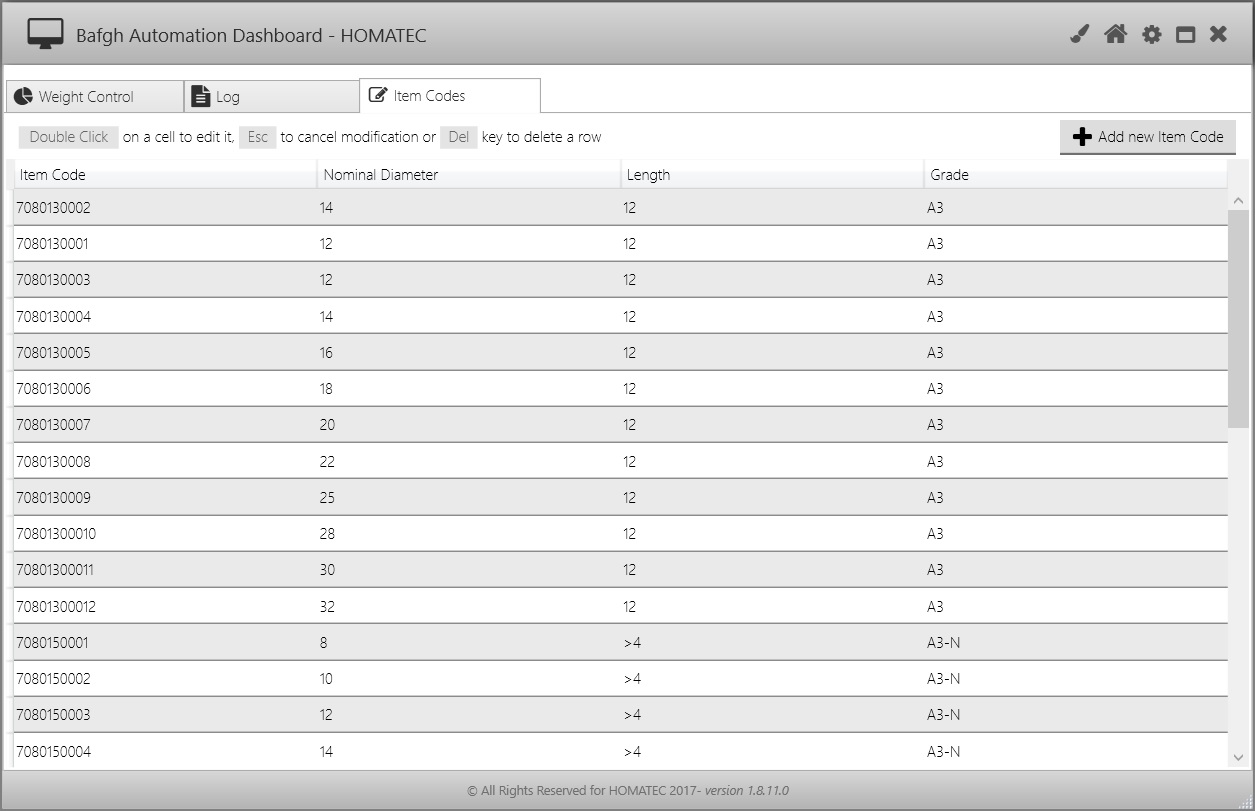 Bafgh Automation Dashboard - HOMATEC
Weight Control Log Item Codes
Double Click on a cell to edit it, Esc to cancel modification or Del key to delete a row Add new Item Code
Item Code Nominal Diameter Length Grade
7080130002 14 12 A3
7080130001 12 12 A3
7080130003 12 12 A3
7080130004 14 12 A3
7080130005 16 12 A3
7080130006 18 12 A3
7080130007 20 12 A3
7080130008 22 12 A3
7080130009 25 12 A3
70801300010 28 12 A3
70801300011 30 12 A3
70801300012 32 12 A3
7080150001 8 >4 A3-N
7080150002 10 >4 A3-N
7080150003 12 >4 A3-N
7080150004 14 >4 A3-N
© All Rights Reserved for HOMATEC 2017- version 1.8.11.0